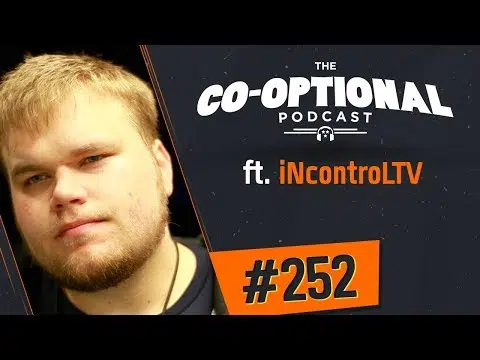 THE
CO-OPTIONAL
PODCAST
ft. iNcontroLTV
#252